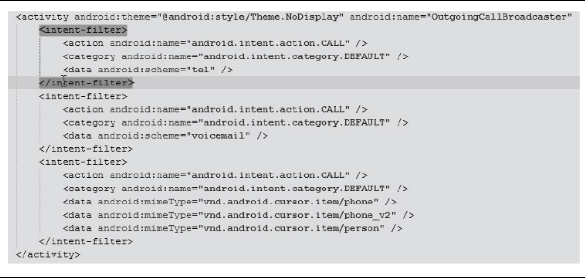 <activity android:theme="@android:style/Theme.NoDisplay" android:name="OutgoingCallBroadcaster"
<intent-filter>
<action android:name="android.intent.action.CALL" />
<category android:name="android.intent.category.DEFAULT" />
<data android:scheme="tel" />
</intent-filter>
<intent-filter>
<action android:name="android.intent.action.CALL" />
<category android:name="android.intent.category.DEFAULT" />
<data android:scheme="voicemail" />
</intent-filter>
<intent-filter>
<action android:name="android.intent.action.CALL" />
<category android:name="android.intent.category.DEFAULT" />
<data android:mimeType="vnd.android.cursor.item/phone" />
<data android:mimeType="vnd.android.cursor.item/phone_v2" />
<data android:mimeType="vnd.android.cursor.item/person" />
</intent-filter>
</activity>